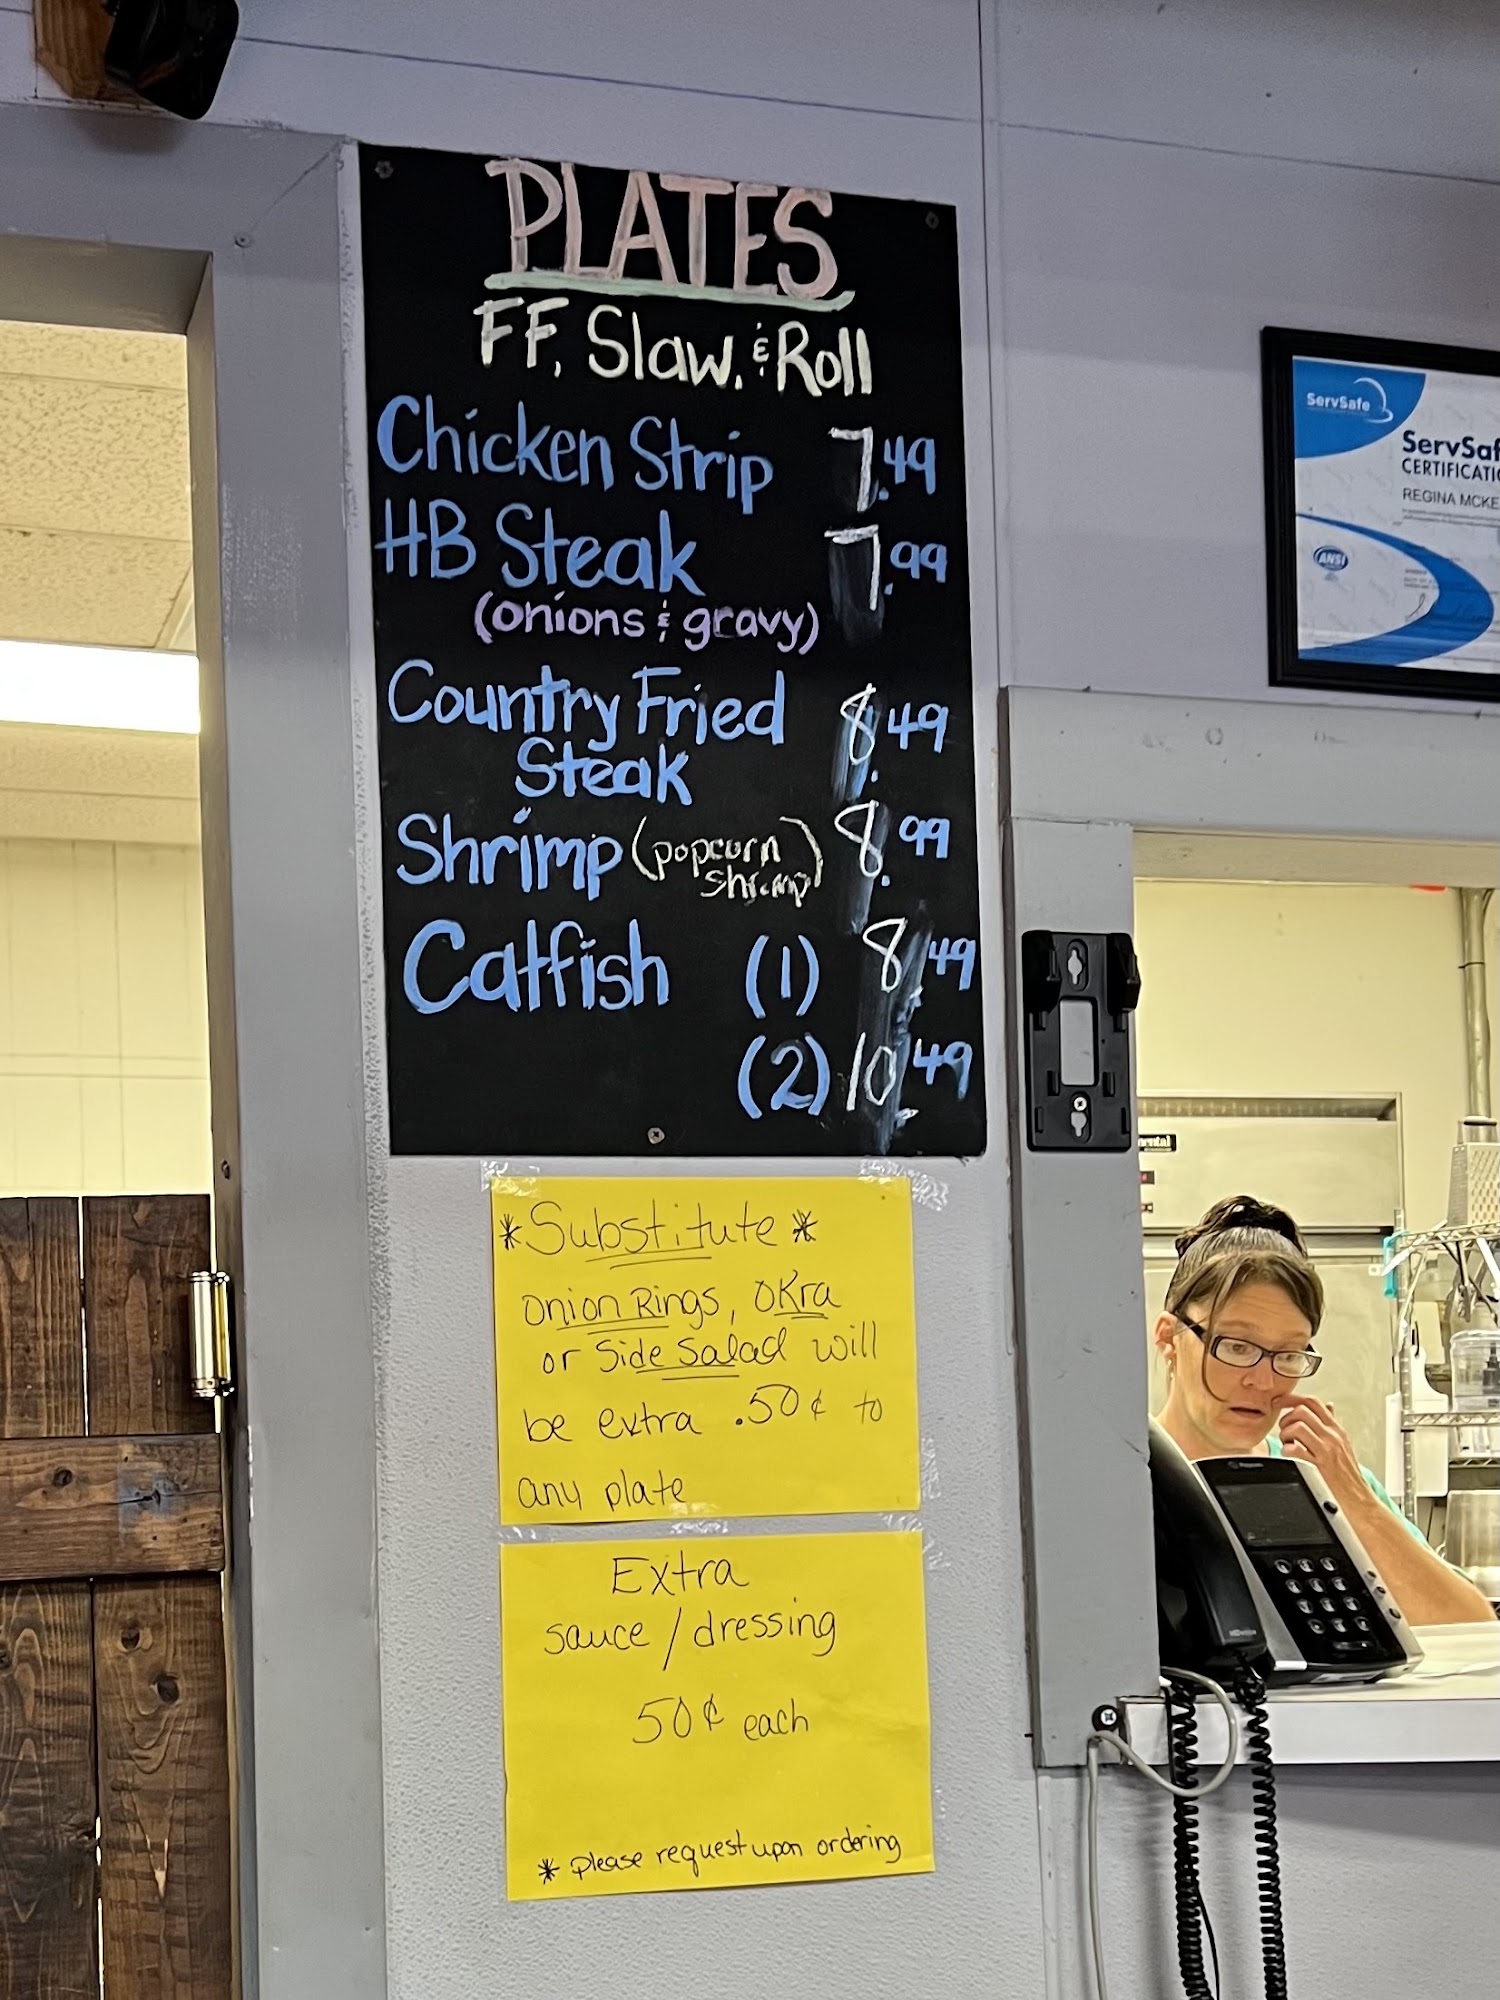 PLATES
FF, Slaw, & Roll
Chicken Strip 7.49
HB Steak 7.99
(onions & gravy)
Country Fried 8.49
Steak
Shrimp (popcorn shrimp) 8.99
Catfish (1) 8.49
(2) 10.49
*Substitute*
onion Rings, OKra
or side salad will
be extra .50¢ to
any plate
Extra
sauce/dressing
50¢ each
* please request upon ordering
ServSafe
CERTIFICATIO
REGINA MCKE
ServSafe
ANSI